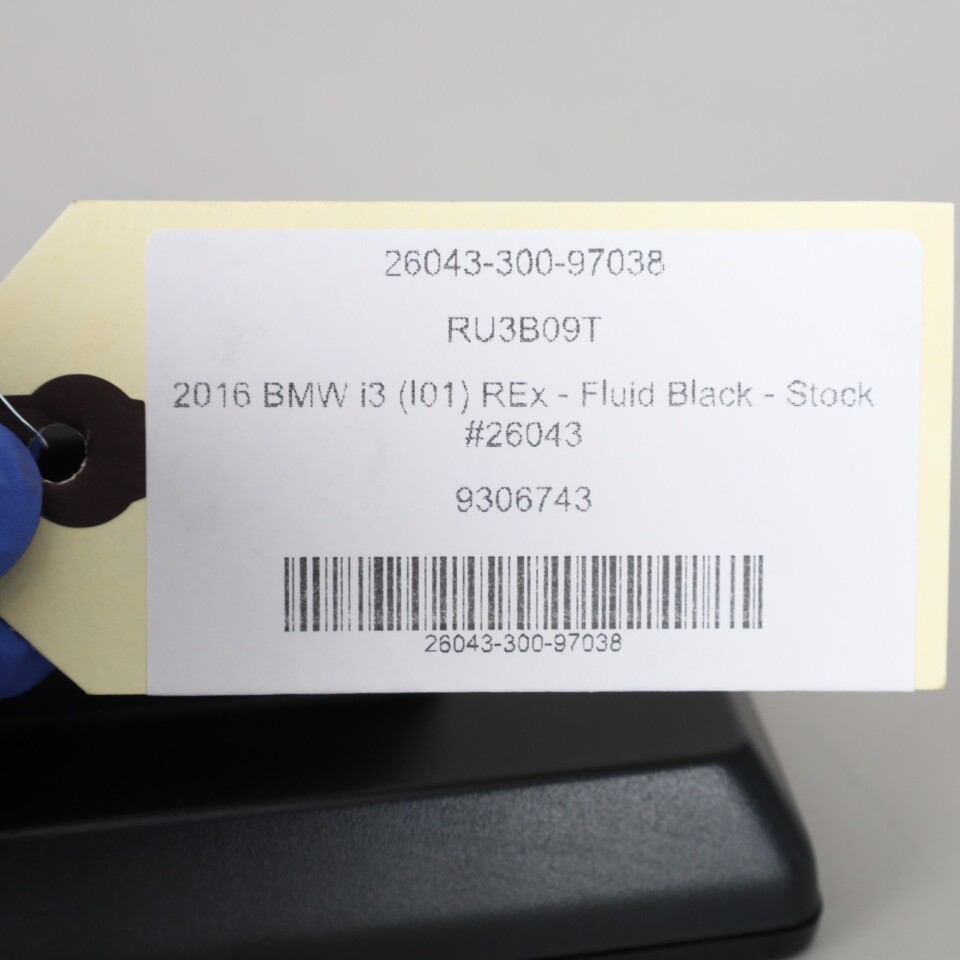 26043-300-97038
RU3B09T
2016 BMW i3 (I01) REx - Fluid Black - Stock
#26043
9306743
26043-300-97038